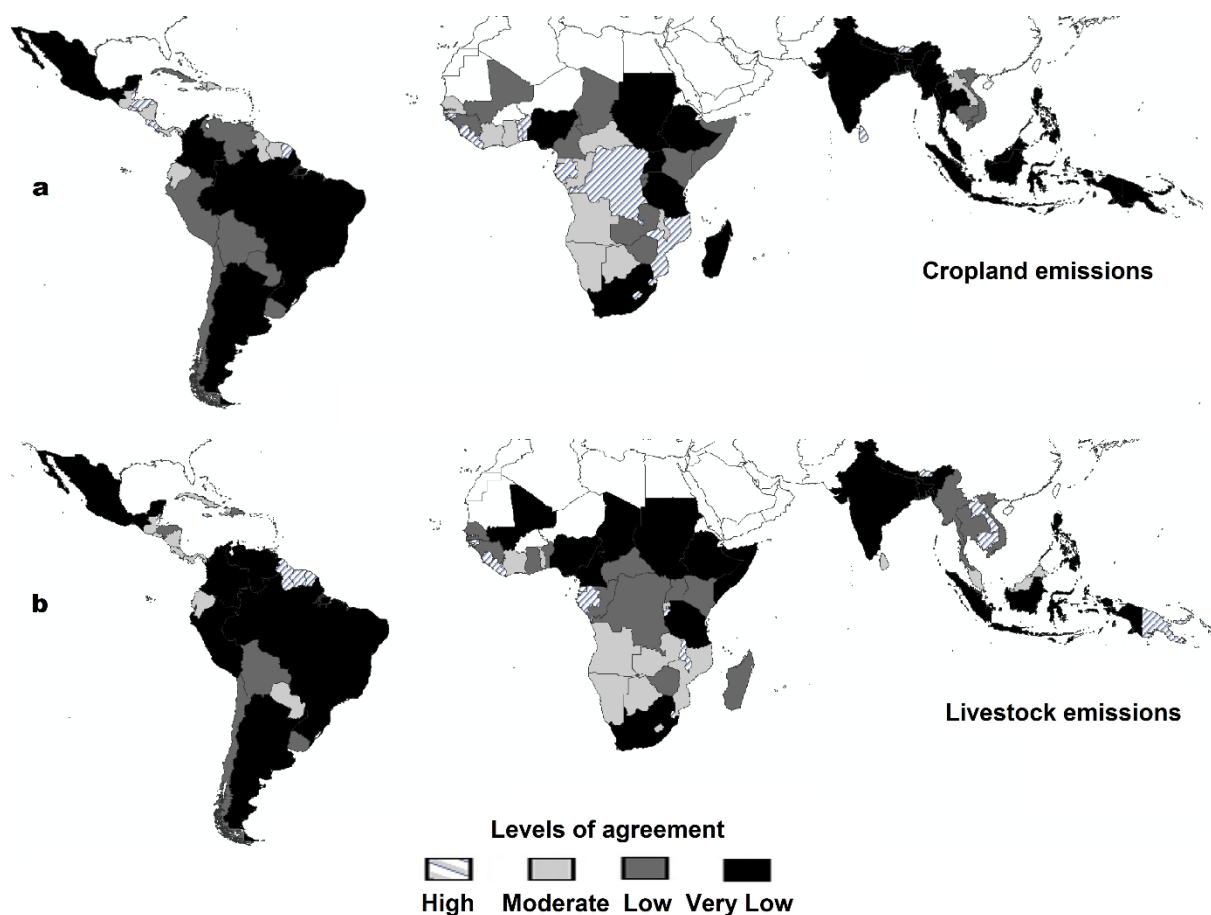 a
Cropland emissions
b
Livestock emissions
Levels of agreement
High Moderate Low Very Low